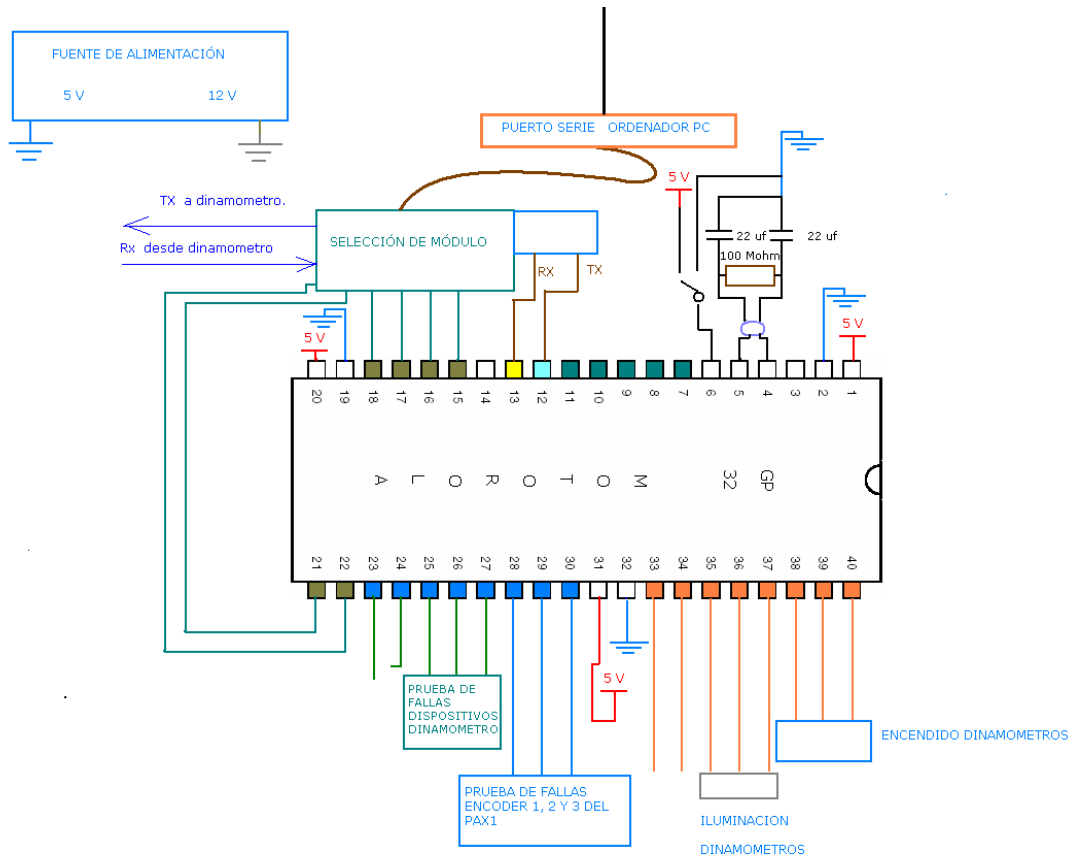 FUENTE DE ALIMENTACIÓN
5 V 12 V
PUERTO SERIE ORDENADOR PC
5 V
TX a dinamometro.
Rx desde dinamometro
SELECCIÓN DE MÓDULO
RX TX
22 uf 22 uf
100 Mohm
5 V
5 V
20 19 18 17 16 15 14 13 12 11 10 9 8 7 6 5 4 3 2 1
A L O R O T O M 32 GP
21 22 23 24 25 26 27 28 29 30 31 32 33 34 35 36 37 38 39 40
5 V
PRUEBA DE
FALLAS
DISPOSITIVOS
DINAMOMETRO
ENCENDIDO DINAMOMETROS
PRUEBA DE FALLAS
ENCODER 1, 2 Y 3 DEL
PAX1
ILUMINACION
DINAMOMETROS